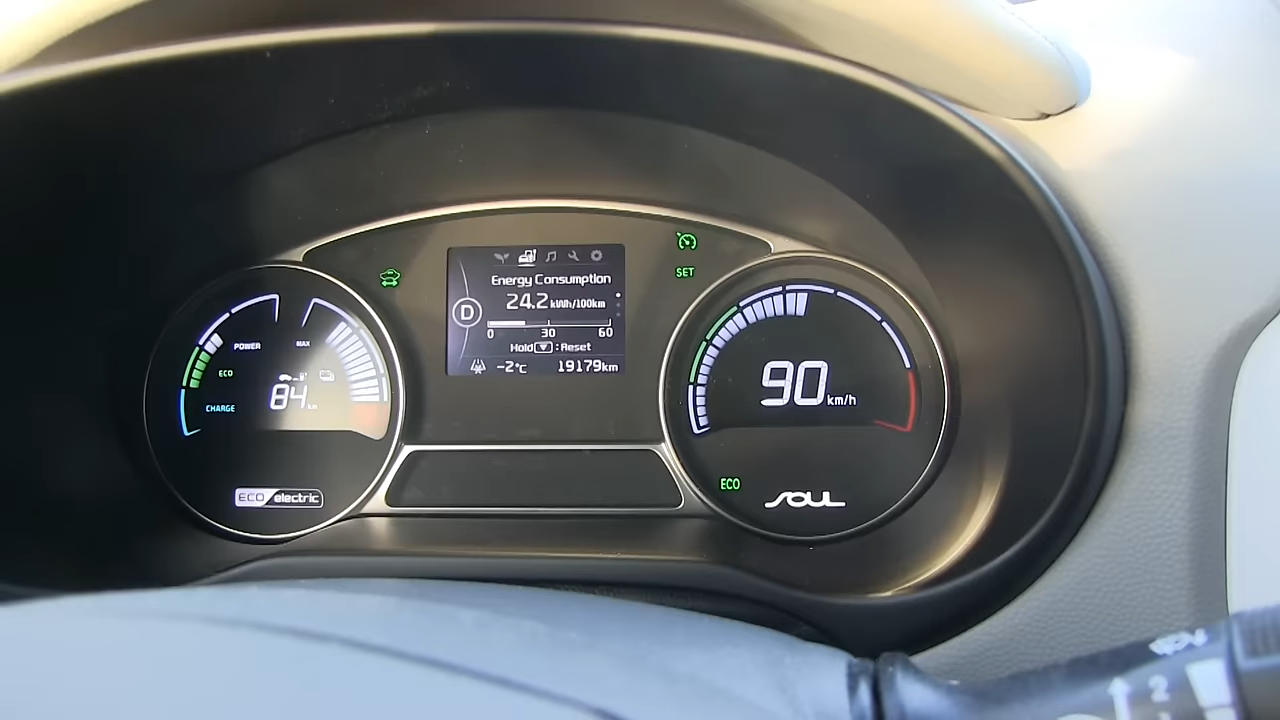 POWER
MAX
ECO
CHARGE
84 km
ECO electric
Energy Consumption
24.2 kWh/100km
D
0 30 60
Hold : Reset
-2°C 19179km
SET
90 km/h
ECO
SOUL
2